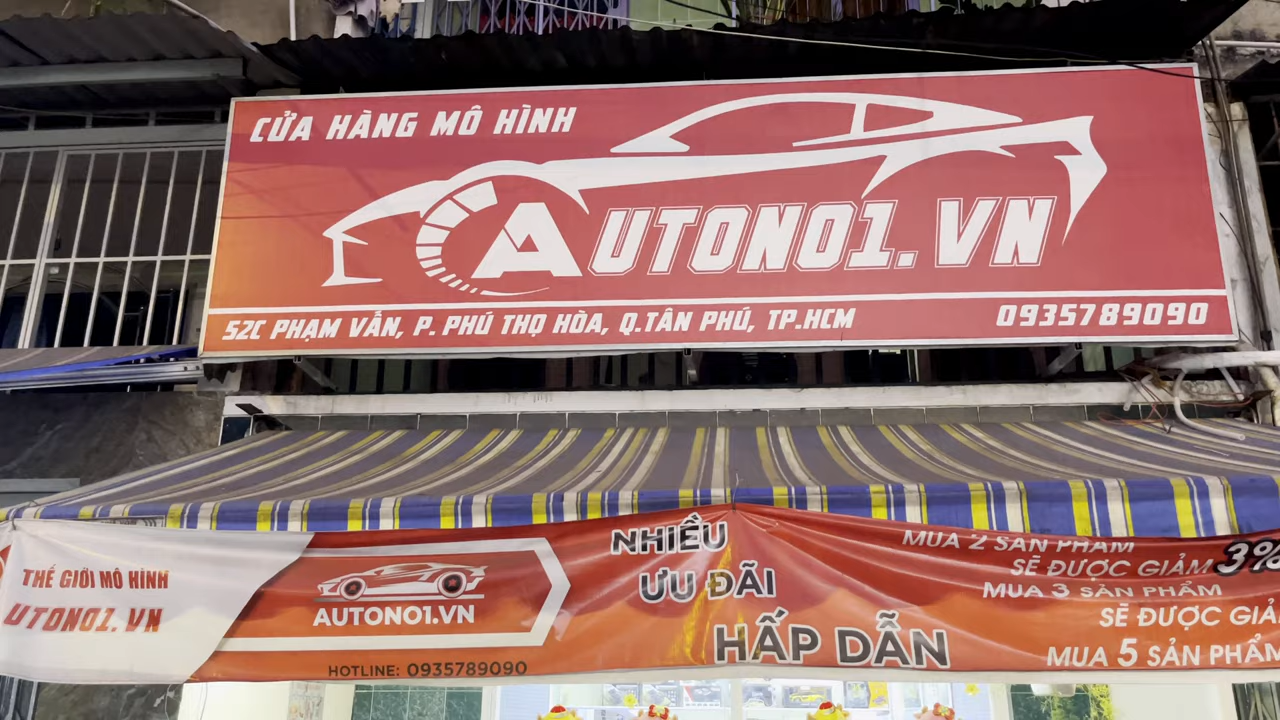 CỬA HÀNG MÔ HÌNH
AUTONO1.VN
52C PHẠM VẤN, P. PHÚ THỌ HÒA, Q.TÂN PHÚ, TP.HCM
0935789090
THẾ GIỚI MÔ HÌNH
UTONO1.VN
AUTONO1.VN
HOTLINE: 0935789090
NHIỀU
ƯU ĐÃI
HẤP DẪN
MUA 2 SẢN PHẨM
SẼ ĐƯỢC GIẢM 3%
MUA 3 SẢN PHẨM
SẼ ĐƯỢC
MUA 5 SẢN PHẨM